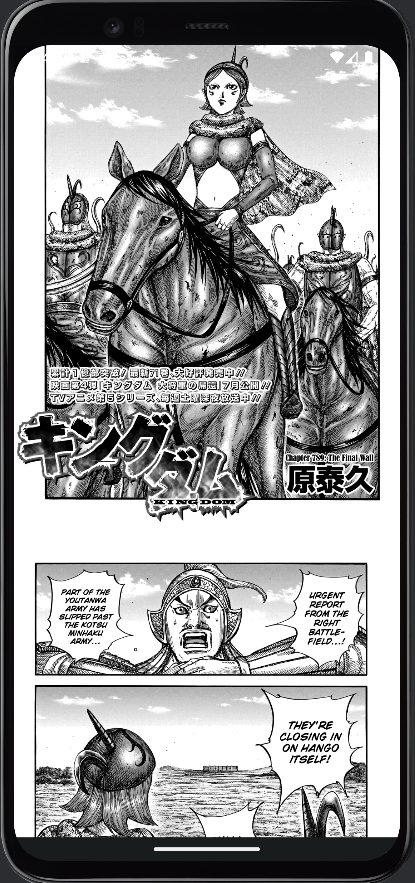 累計1億部突破!最新71巻、大好評発売中!!
映画第4弾「キングダム 大将軍の帰還」7月公開!!
TVアニメ第5シリーズ、毎週土曜深夜放送中!!
キングダム
KINGDOM
Chapter 789: The Final Wall
原泰久
URGENT
REPORT
FROM THE
RIGHT
BATTLE-
FIELD...!
PART OF THE
YOUTANWA
ARMY HAS
SLIPPED PAST
THE KOTSU
MINHAKU
ARMY...
THEY'RE
CLOSING IN
ON HANGO
ITSELF!